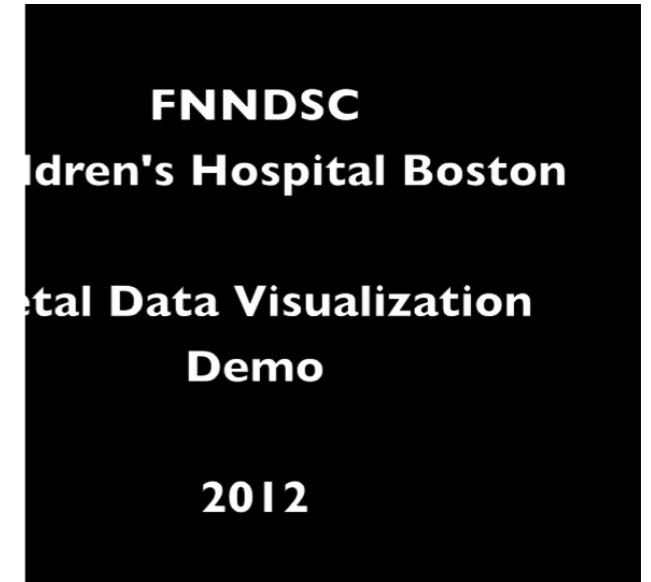 FNNDSC
ldren's Hospital Boston
etal Data Visualization
Demo
2012